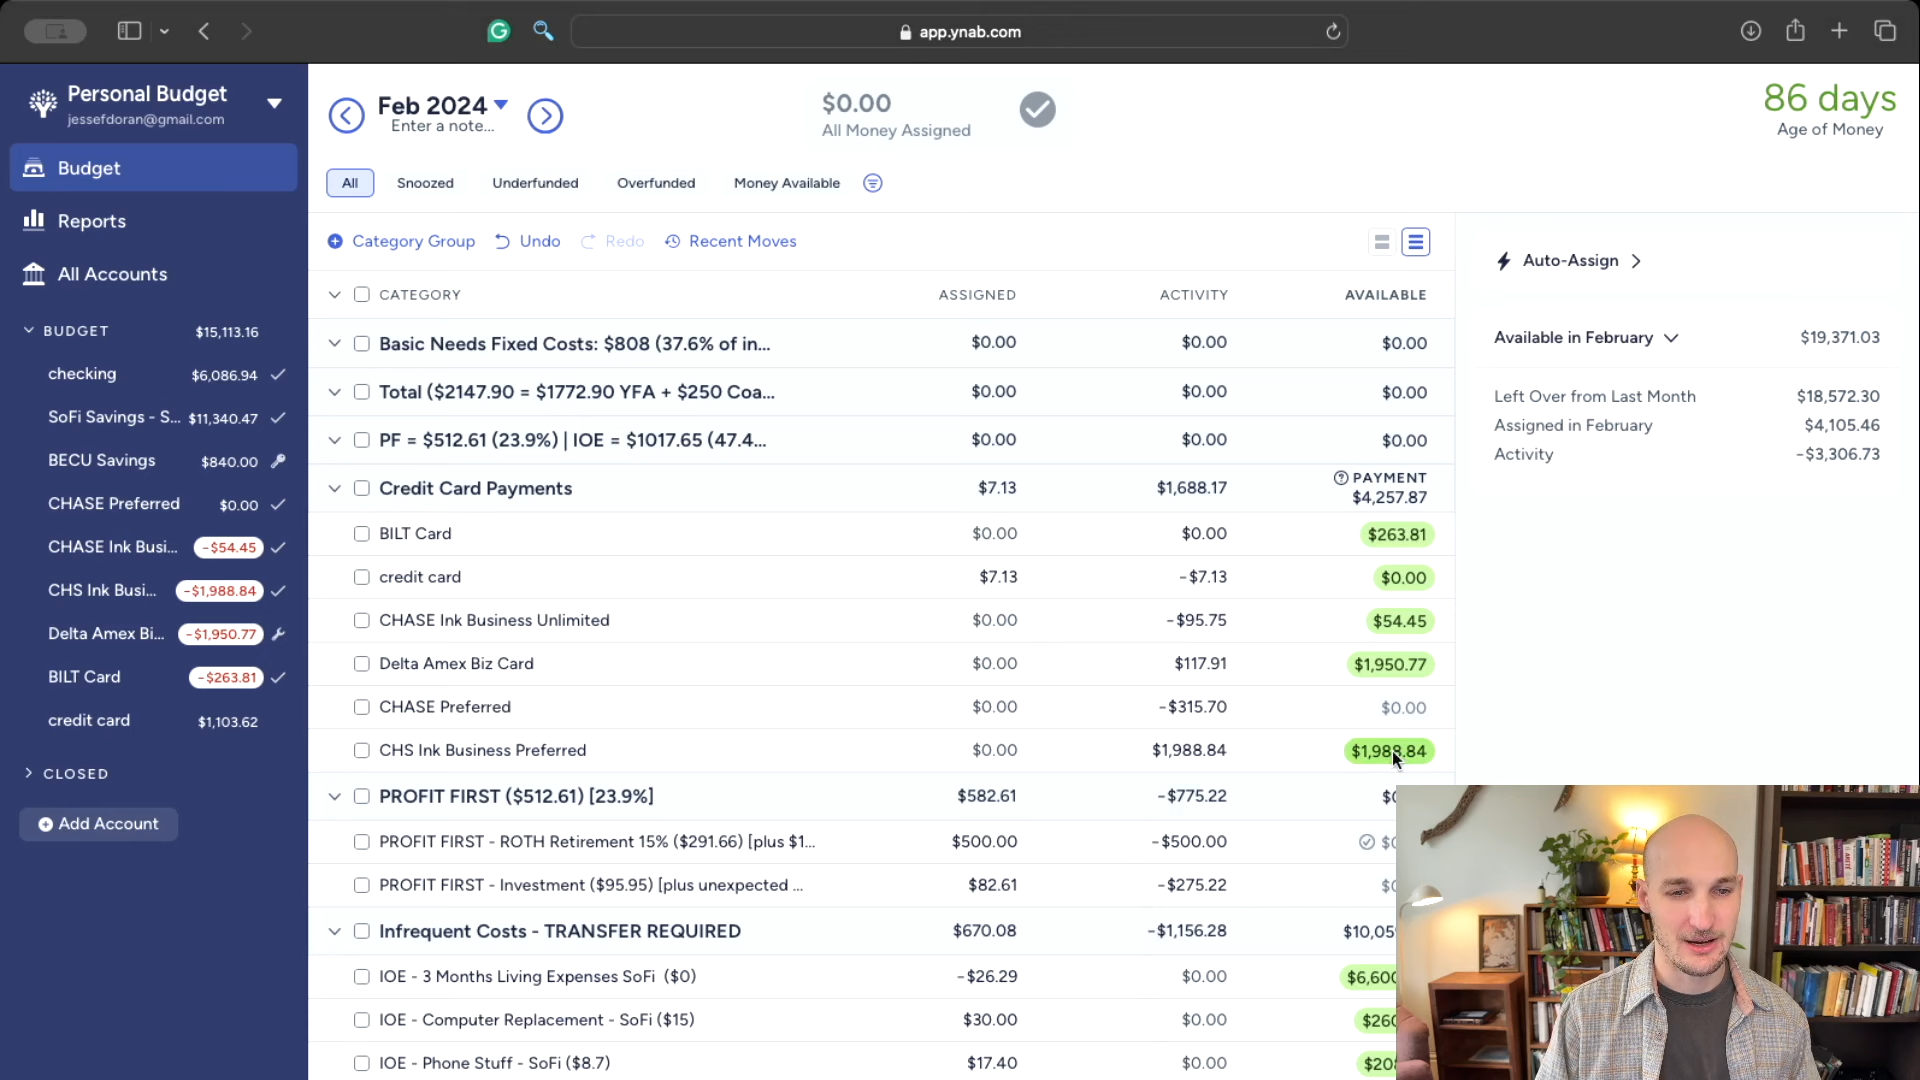 app.ynab.com
Personal Budget
jessefdoran@gmail.com
Budget
Reports
All Accounts
BUDGET $15,113.16
checking $6,086.94
SoFi Savings - S... $11,340.47
BECU Savings $840.00
CHASE Preferred $0.00
CHASE Ink Busi... -$54.45
CHS Ink Busi... -$1,988.84
Delta Amex Bi... -$1,950.77
BILT Card -$263.81
credit card $1,103.62
CLOSED
Add Account
Feb 2024
Enter a note...
$0.00
All Money Assigned
86 days
Age of Money
All Snoozed Underfunded Overfunded Money Available
Category Group Undo Redo Recent Moves
CATEGORY ASSIGNED ACTIVITY AVAILABLE
Basic Needs Fixed Costs: $808 (37.6% of in... $0.00 $0.00 $0.00
Total ($2147.90 = $1772.90 YFA + $250 Coa... $0.00 $0.00 $0.00
PF = $512.61 (23.9%) | IOE = $1017.65 (47.4... $0.00 $0.00 $0.00
Credit Card Payments $7.13 $1,688.17 PAYMENT
$4,257.87
BILT Card $0.00 $0.00 $263.81
credit card $7.13 -$7.13 $0.00
CHASE Ink Business Unlimited $0.00 -$95.75 $54.45
Delta Amex Biz Card $0.00 $117.91 $1,950.77
CHASE Preferred $0.00 -$315.70 $0.00
CHS Ink Business Preferred $0.00 $1,988.84 $1,988.84
PROFIT FIRST ($512.61) [23.9%] $582.61 -$775.22
PROFIT FIRST - ROTH Retirement 15% ($291.66) [plus $1... $500.00 -$500.00
PROFIT FIRST - Investment ($95.95) [plus unexpected ... $82.61 -$275.22
Infrequent Costs - TRANSFER REQUIRED $670.08 -$1,156.28
IOE - 3 Months Living Expenses SoFi ($0) -$26.29 $0.00
IOE - Computer Replacement - SoFi ($15) $30.00 $0.00
IOE - Phone Stuff - SoFi ($8.7) $17.40 $0.00
Auto-Assign
Available in February $19,371.03
Left Over from Last Month $18,572.30
Assigned in February $4,105.46
Activity -$3,306.73